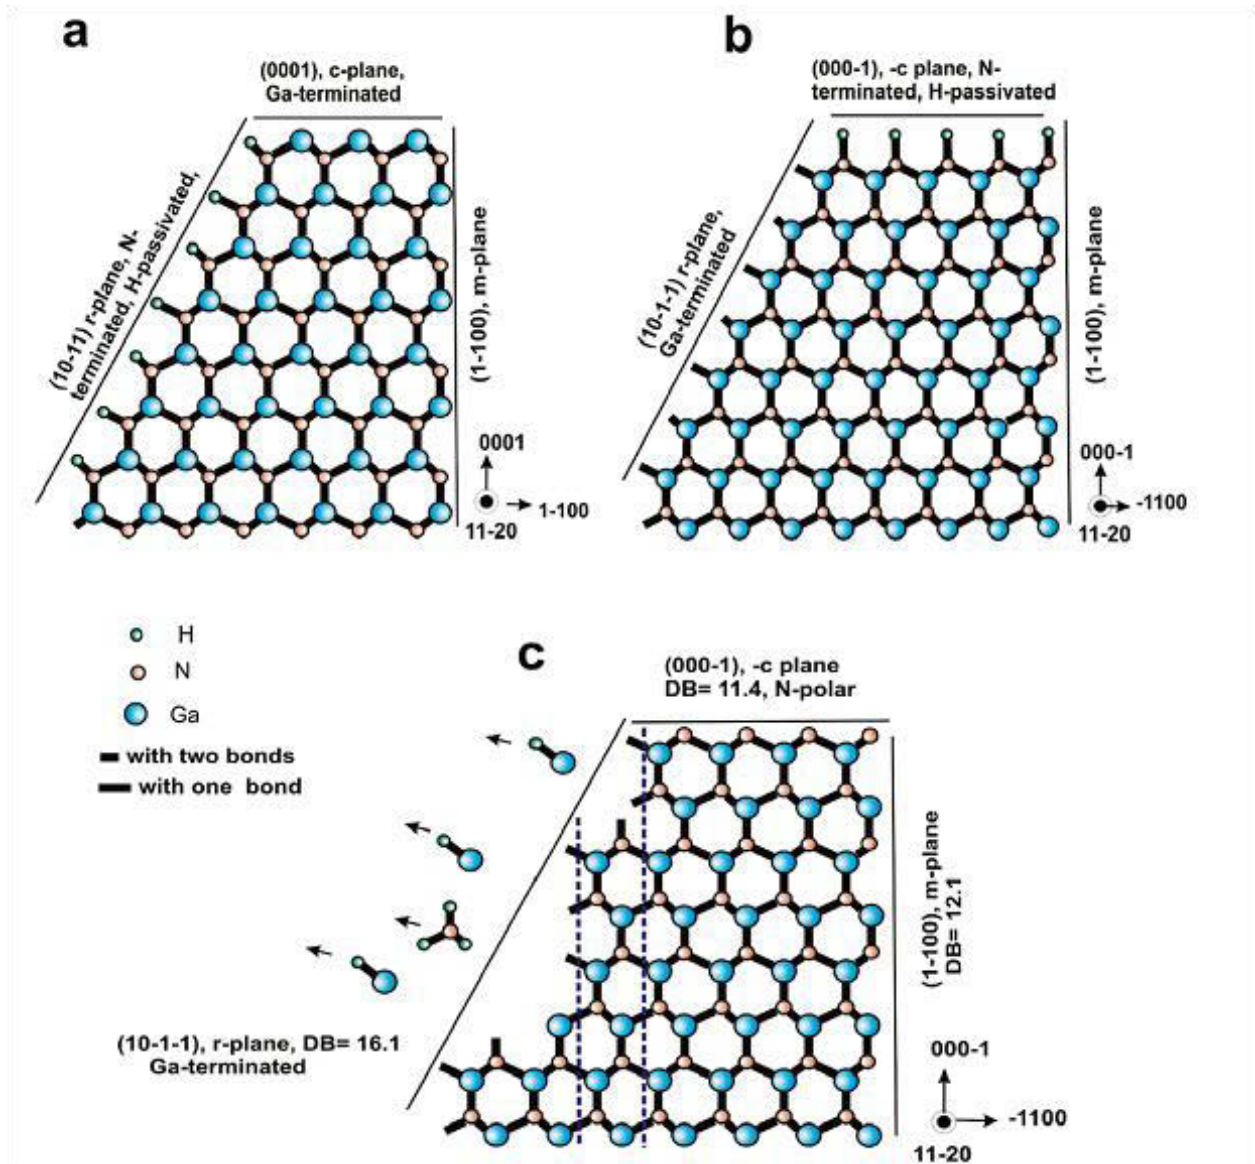 a
(0001), c-plane,
Ga-terminated
(10-11) r-plane, N-
terminated, H-passivated,
(1-100), m-plane
0001
1-100
11-20
b
(000-1), -c plane, N-
terminated, H-passivated
(10-1-1) r-plane,
Ga-terminated
(1-100), m-plane
000-1
-1100
11-20
H
N
Ga
with two bonds
with one bond
c
(000-1), -c plane
DB= 11.4, N-polar
(1-100), m-plane
DB= 12.1
(10-1-1), r-plane, DB= 16.1
Ga-terminated
000-1
-1100
11-20